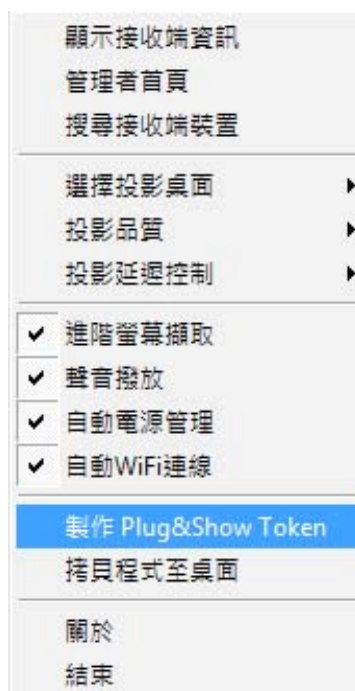 顯示接收端資訊
管理者首頁
搜尋接收端裝置
選擇投影桌面
投影品質
投影延遲控制
進階螢幕擷取
聲音撥放
自動電源管理
自動WiFi連線
製作 Plug&Show Token
拷貝程式至桌面
關於
結束